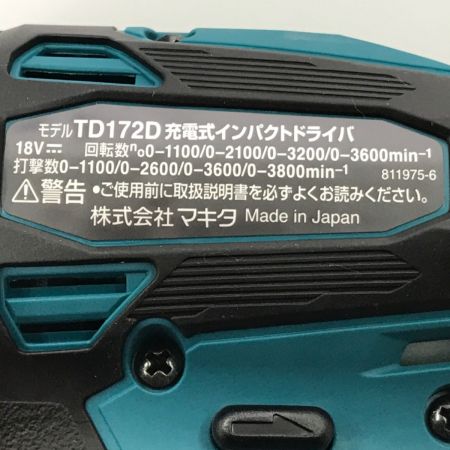 モデル TD172D 充電式インパクトドライバ
18V⎓ 回転数n₀0-1100/0-2100/0-3200/0-3600min⁻¹
打撃数0-1100/0-2600/0-3600/0-3800min⁻¹ 811975-6
⚠警告 •ご使用前に取扱説明書を必ずよくお読みください。
株式会社マキタ Made in Japan